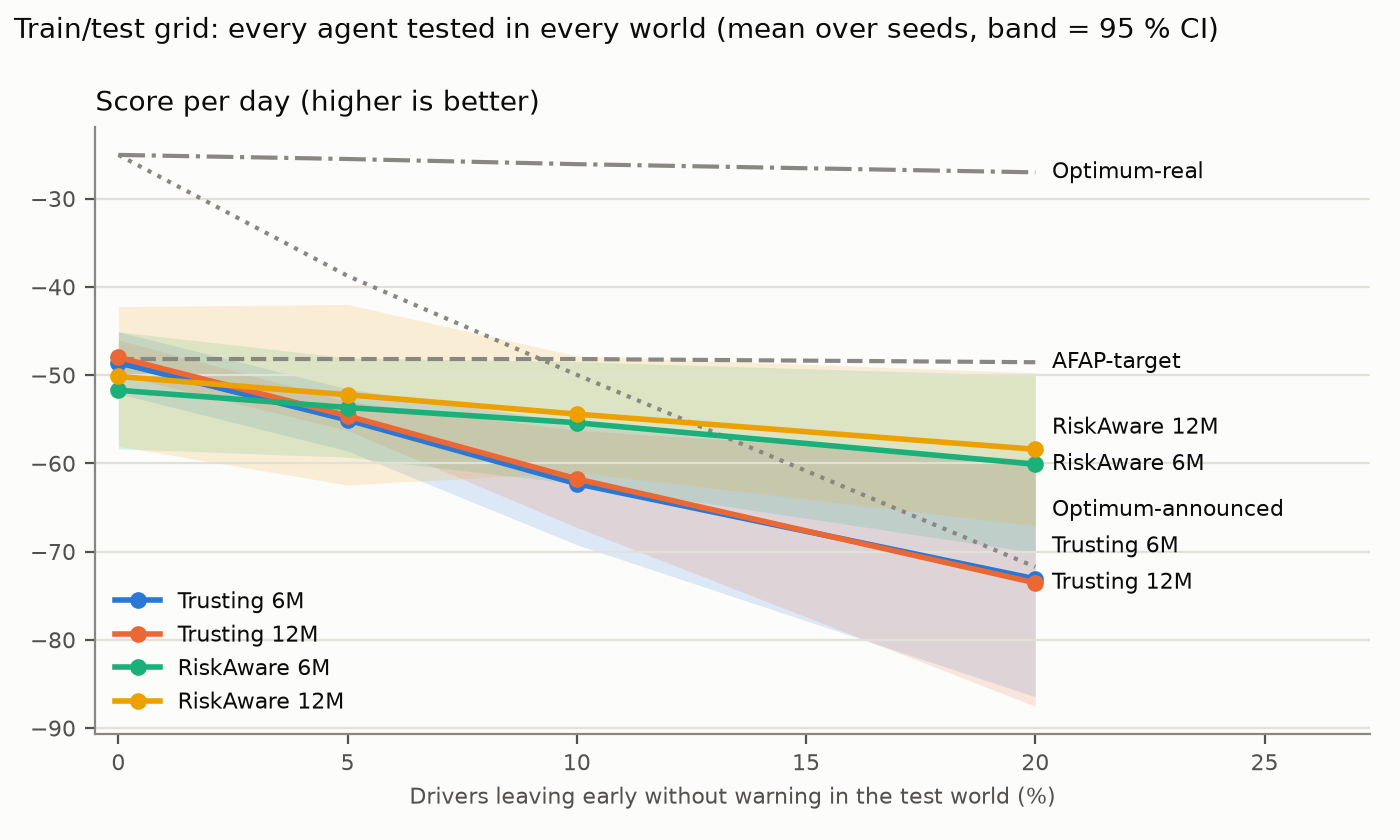 Train/test grid: every agent tested in every world (mean over seeds, band = 95 % CI)
Score per day (higher is better)
−30
−40
−50
−60
−70
−80
−90
Optimum-real
AFAP-target
RiskAware 12M
RiskAware 6M
Optimum-announced
Trusting 6M
Trusting 12M
Trusting 6M
Trusting 12M
RiskAware 6M
RiskAware 12M
0
5
10
15
20
25
Drivers leaving early without warning in the test world (%)